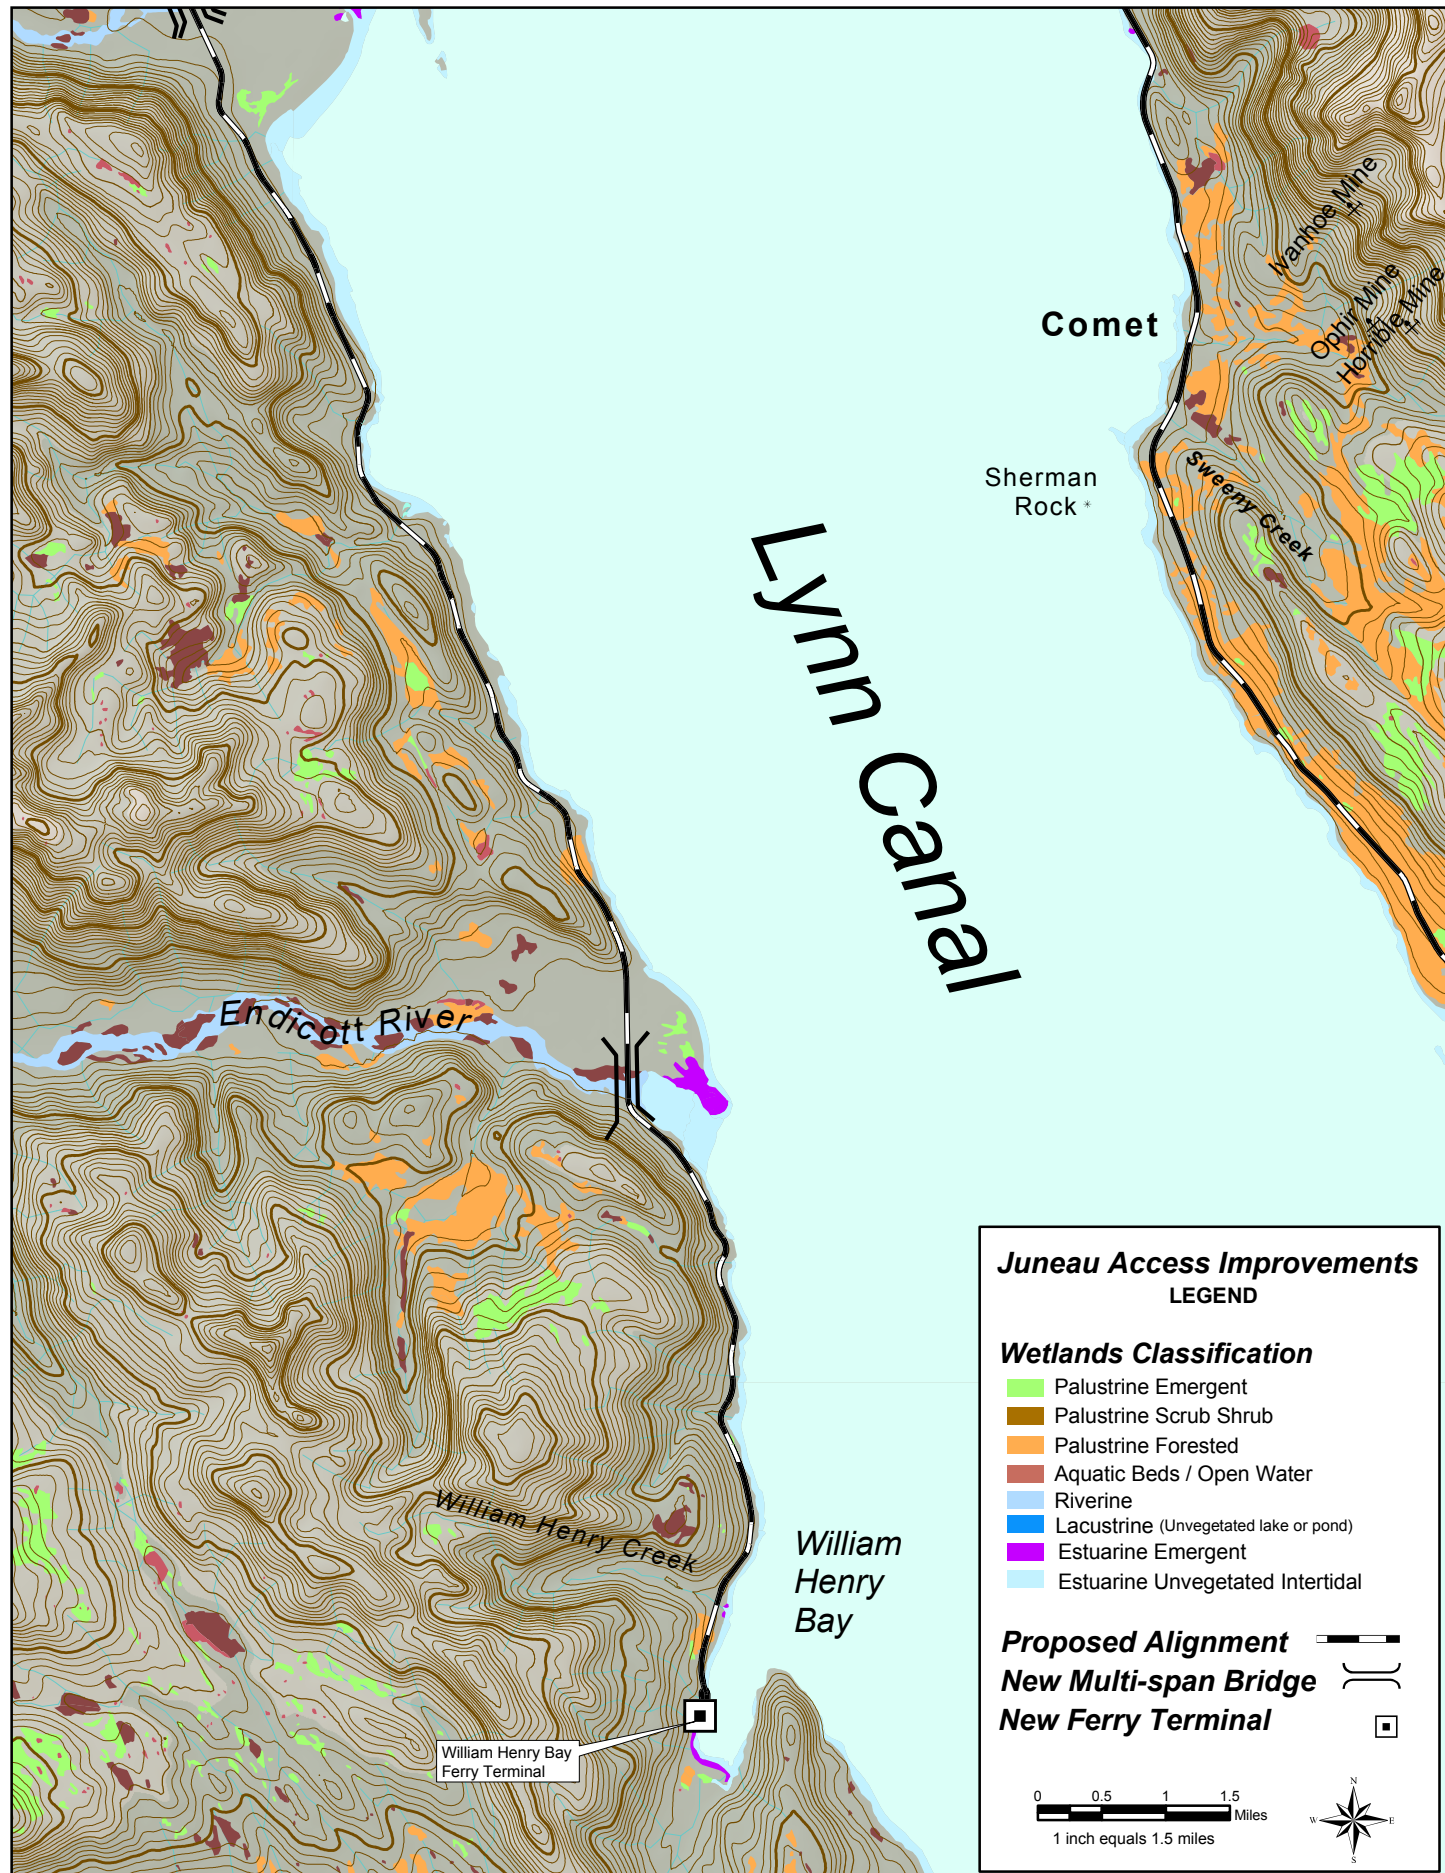 Ivanhoe Mine
Ophir Mine
Horrible Mine
Comet
Sherman
Rock
Sweeny Creek
Lynn Canal
Endicott River
William Henry Creek
William
Henry
Bay
William Henry Bay
Ferry Terminal
Juneau Access Improvements
LEGEND
Wetlands Classification
Palustrine Emergent
Palustrine Scrub Shrub
Palustrine Forested
Aquatic Beds / Open Water
Riverine
Lacustrine (Unvegetated lake or pond)
Estuarine Emergent
Estuarine Unvegetated Intertidal
Proposed Alignment
New Multi-span Bridge
New Ferry Terminal
0 0.5 1 1.5
Miles
1 inch equals 1.5 miles
N
W E
S